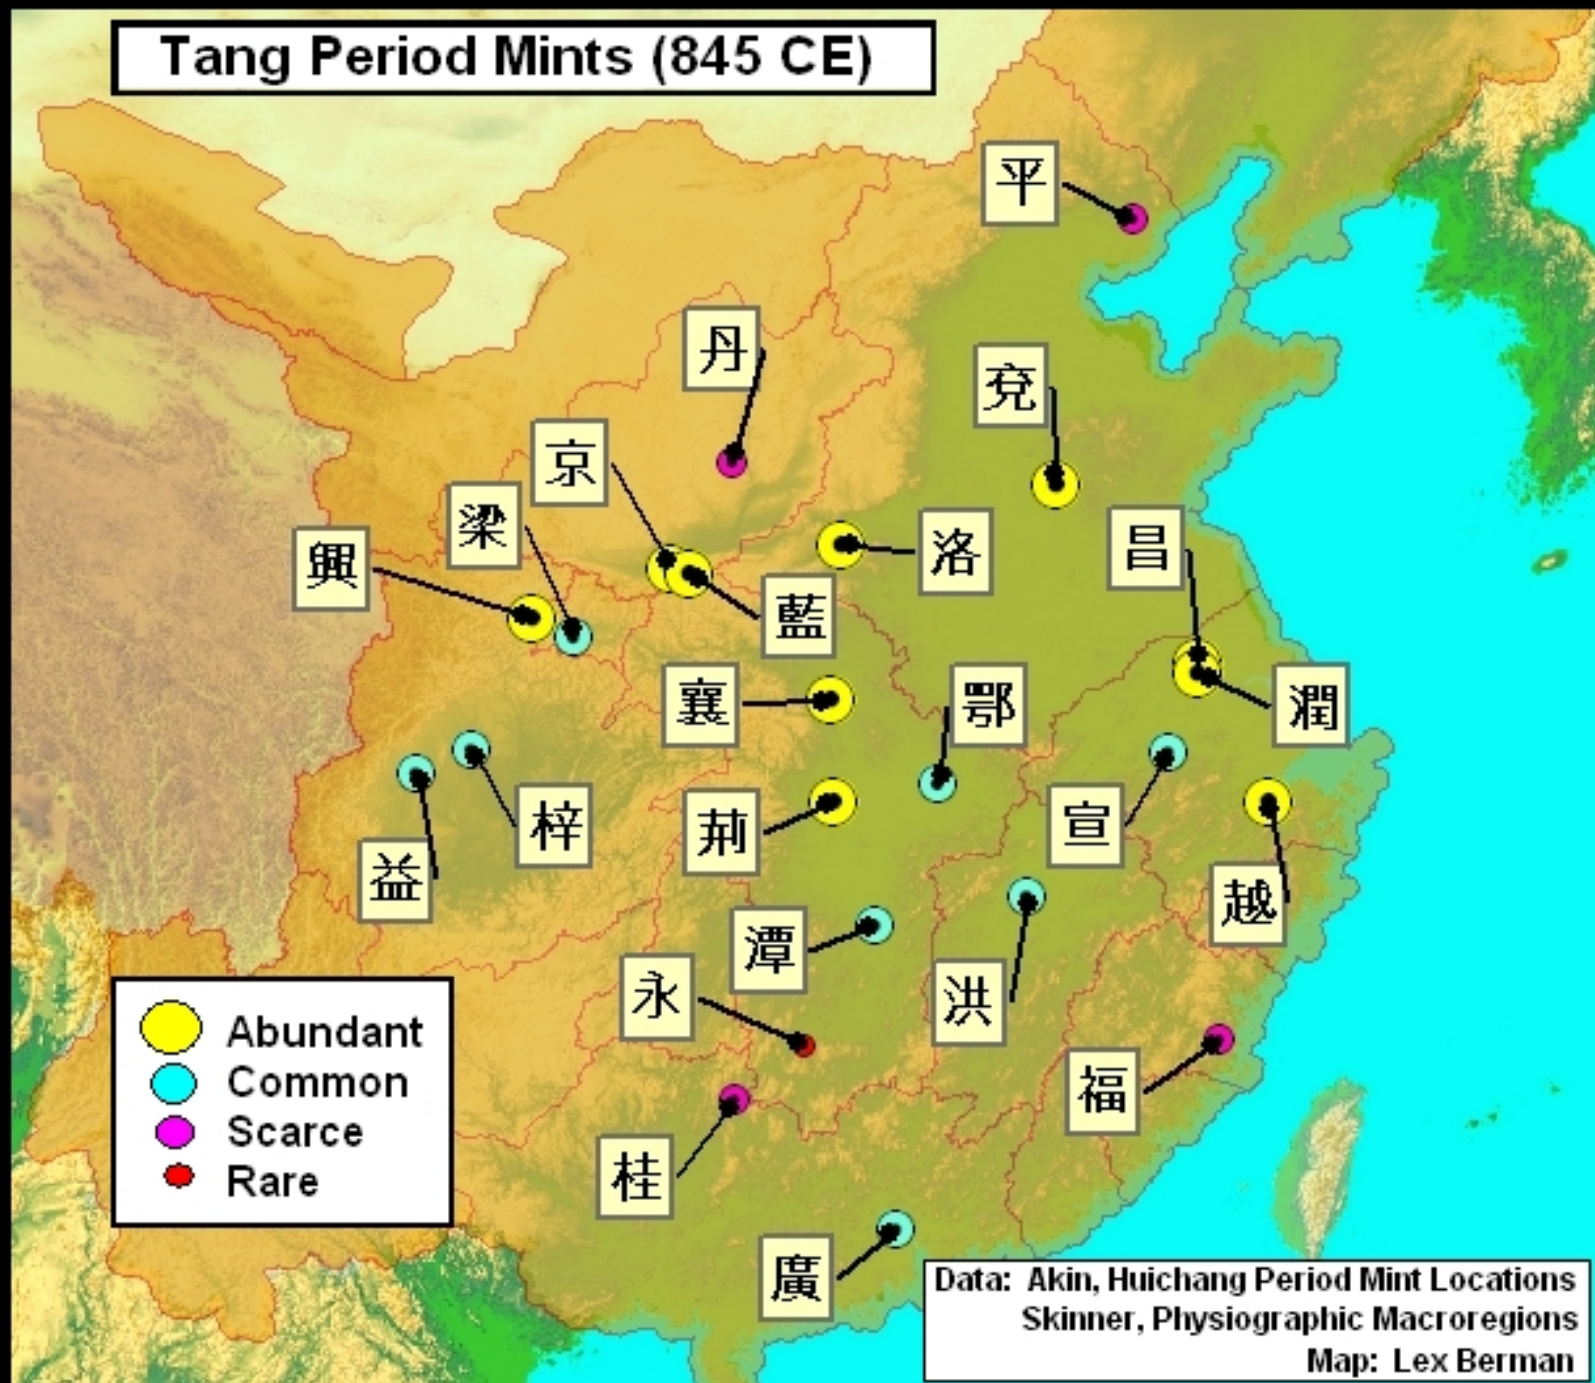 Tang Period Mints (845 CE)
平
丹
兗
京
梁
洛
昌
興
藍
襄
鄂
潤
梓
荊
宣
益
越
潭
永
洪
福
桂
廣
Abundant
Common
Scarce
Rare
Data: Akin, Huichang Period Mint Locations
Skinner, Physiographic Macroregions
Map: Lex Berman